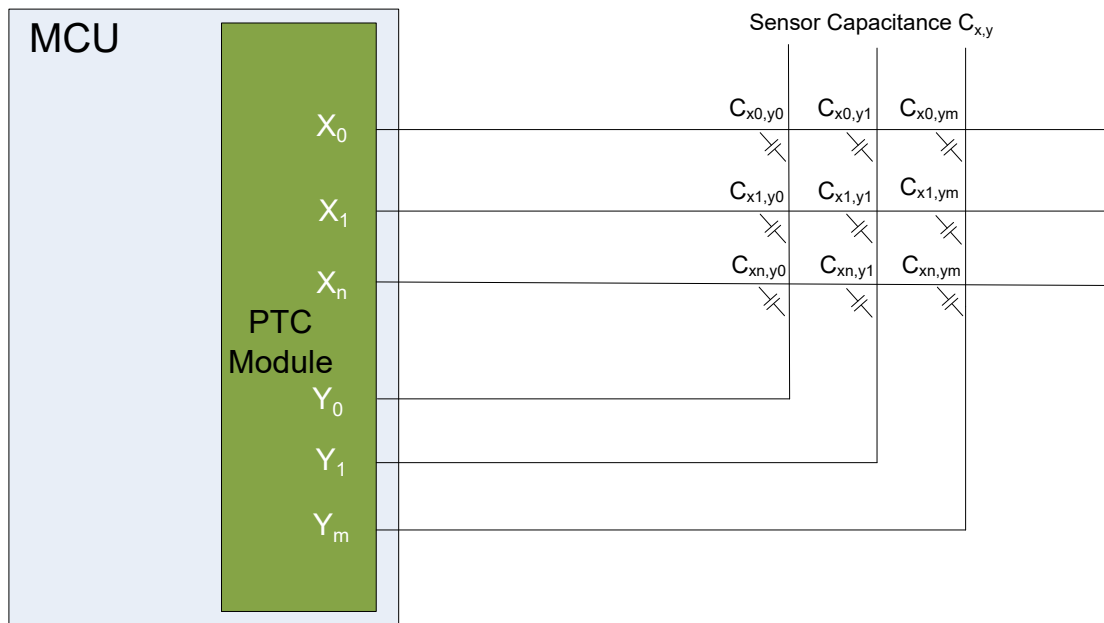 MCU
Sensor Capacitance Cx,y
X0
Cx0,y0 Cx0,y1 Cx0,ym
X1
Cx1,y0 Cx1,y1 Cx1,ym
Xn
Cxn,y0 Cxn,y1 Cxn,ym
PTC
Module
Y0
Y1
Ym